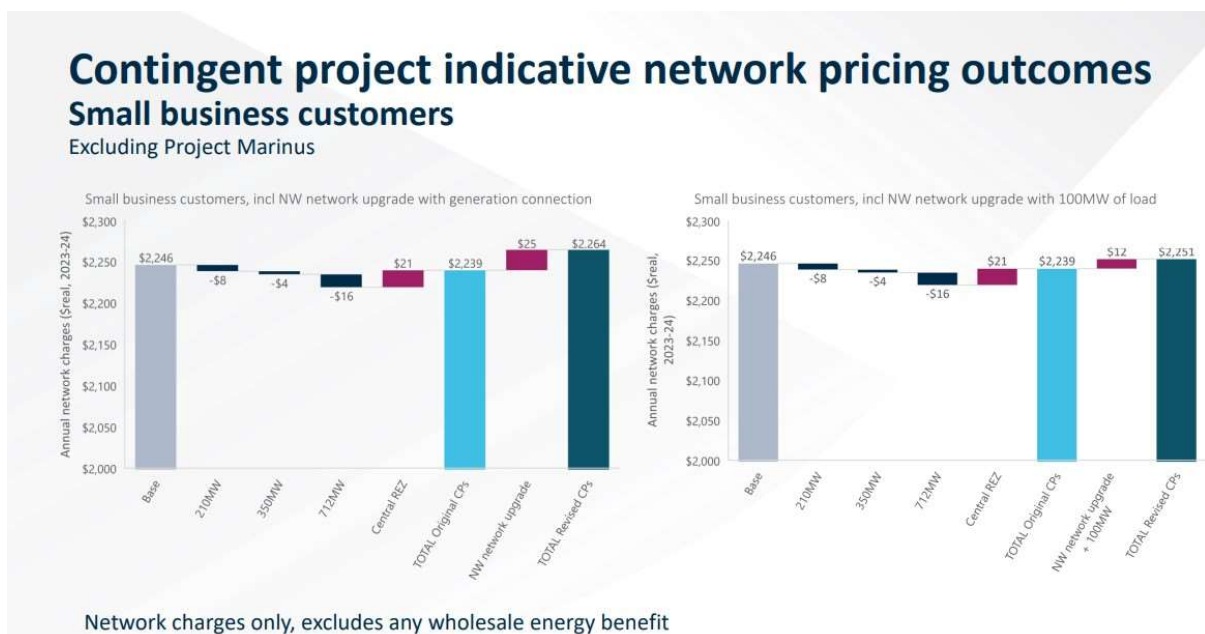 Contingent project indicative network pricing outcomes
Small business customers
Excluding Project Marinus
Small business customers, incl NW network upgrade with generation connection
Annual network charges ($real, 2023-24)
$2,300
$2,250
$2,200
$2,150
$2,100
$2,050
$2,000
$2,246
-$8
-$4
-$16
$21
$2,239
$25
$2.264
Base
210MW
350MW
712MW
Central REZ
TOTAL Original CPs
NW network upgrade
TOTAL Revised CPs
Small business customers, incl NW network upgrade with 100MW of load
Annual network charges ($real,
2023-24)
$2,300
$2,250
$2,200
$2,150
$2,100
$2,050
$2,000
$2,246
-$8
-$4
-$16
$21
$2,239
$12
$2,251
Base
210MW
350MW
712MW
Central REZ
TOTAL Original CPs
NW network upgrade
+ 100MW
TOTAL Revised CPs
Network charges only, excludes any wholesale energy benefit